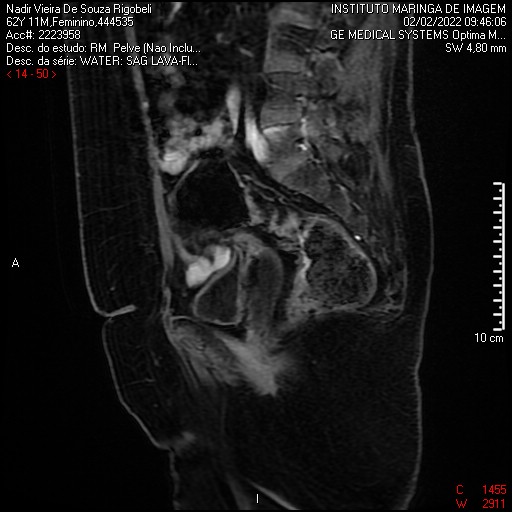 Nadir Vieira De Souza Rigobeli
62Y 11M,Feminino,444535
Acc#: 2223958
Desc. do estudo: RM  Pelve (Nao Inclu...
Desc. da série: WATER: SAG LAVA-Fl...
< 14 - 50 >
INSTITUTO MARINGA DE IMAGEM
02/02/2022 09:46:06
GE MEDICAL SYSTEMS Optima M...
SW 4,80 mm
A
10 cm
I
C 1455
W 2911